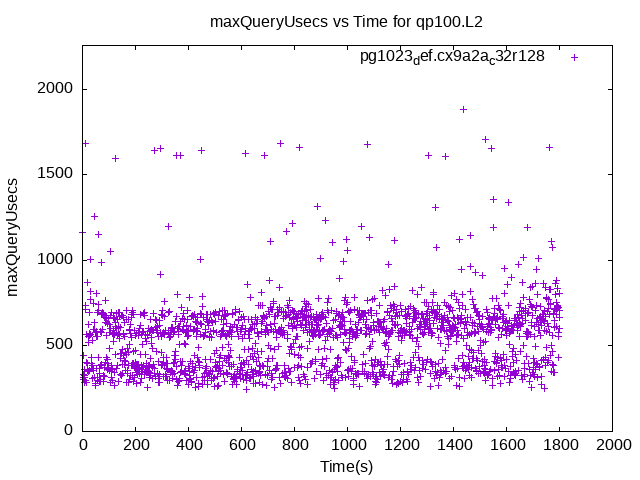 maxQueryUsecs vs Time for qp100.L2
pg1023def.cx9a2ac32r128
2000
1500
1000
500
0
maxQueryUsecs
0 200 400 600 800 1000 1200 1400 1600 1800 2000
Time(s)